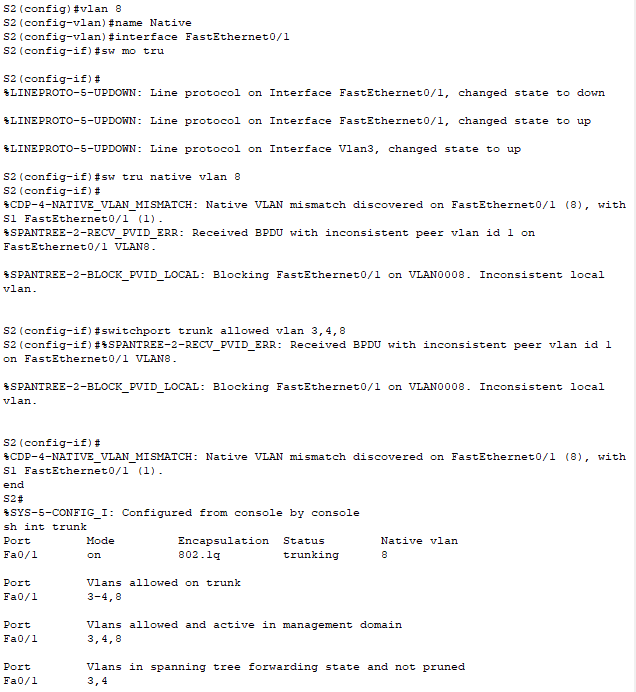 S2(config)#vlan 8
S2(config-vlan)#name Native
S2(config-vlan)#interface FastEthernet0/1
S2(config-if)#sw mo tru
S2(config-if)#
%LINEPROTO-5-UPDOWN: Line protocol on Interface FastEthernet0/1, changed state to down
%LINEPROTO-5-UPDOWN: Line protocol on Interface FastEthernet0/1, changed state to up
%LINEPROTO-5-UPDOWN: Line protocol on Interface Vlan3, changed state to up
S2(config-if)#sw tru native vlan 8
S2(config-if)#
%CDP-4-NATIVE_VLAN_MISMATCH: Native VLAN mismatch discovered on FastEthernet0/1 (8), with
S1 FastEthernet0/1 (1).
%SPANTREE-2-RECV_PVID_ERR: Received BPDU with inconsistent peer vlan id 1 on
FastEthernet0/1 VLAN8.
%SPANTREE-2-BLOCK_PVID_LOCAL: Blocking FastEthernet0/1 on VLAN0008. Inconsistent local
vlan.
S2(config-if)#switchport trunk allowed vlan 3,4,8
S2(config-if)#%SPANTREE-2-RECV_PVID_ERR: Received BPDU with inconsistent peer vlan id 1
on FastEthernet0/1 VLAN8.
%SPANTREE-2-BLOCK_PVID_LOCAL: Blocking FastEthernet0/1 on VLAN0008. Inconsistent local
vlan.
S2(config-if)#
%CDP-4-NATIVE_VLAN_MISMATCH: Native VLAN mismatch discovered on FastEthernet0/1 (8), with
S1 FastEthernet0/1 (1).
end
S2#
%SYS-5-CONFIG_I: Configured from console by console
sh int trunk
Port Mode Encapsulation Status Native vlan
Fa0/1 on 802.1q trunking 8
Port Vlans allowed on trunk
Fa0/1 3-4,8
Port Vlans allowed and active in management domain
Fa0/1 3,4,8
Port Vlans in spanning tree forwarding state and not pruned
Fa0/1 3,4